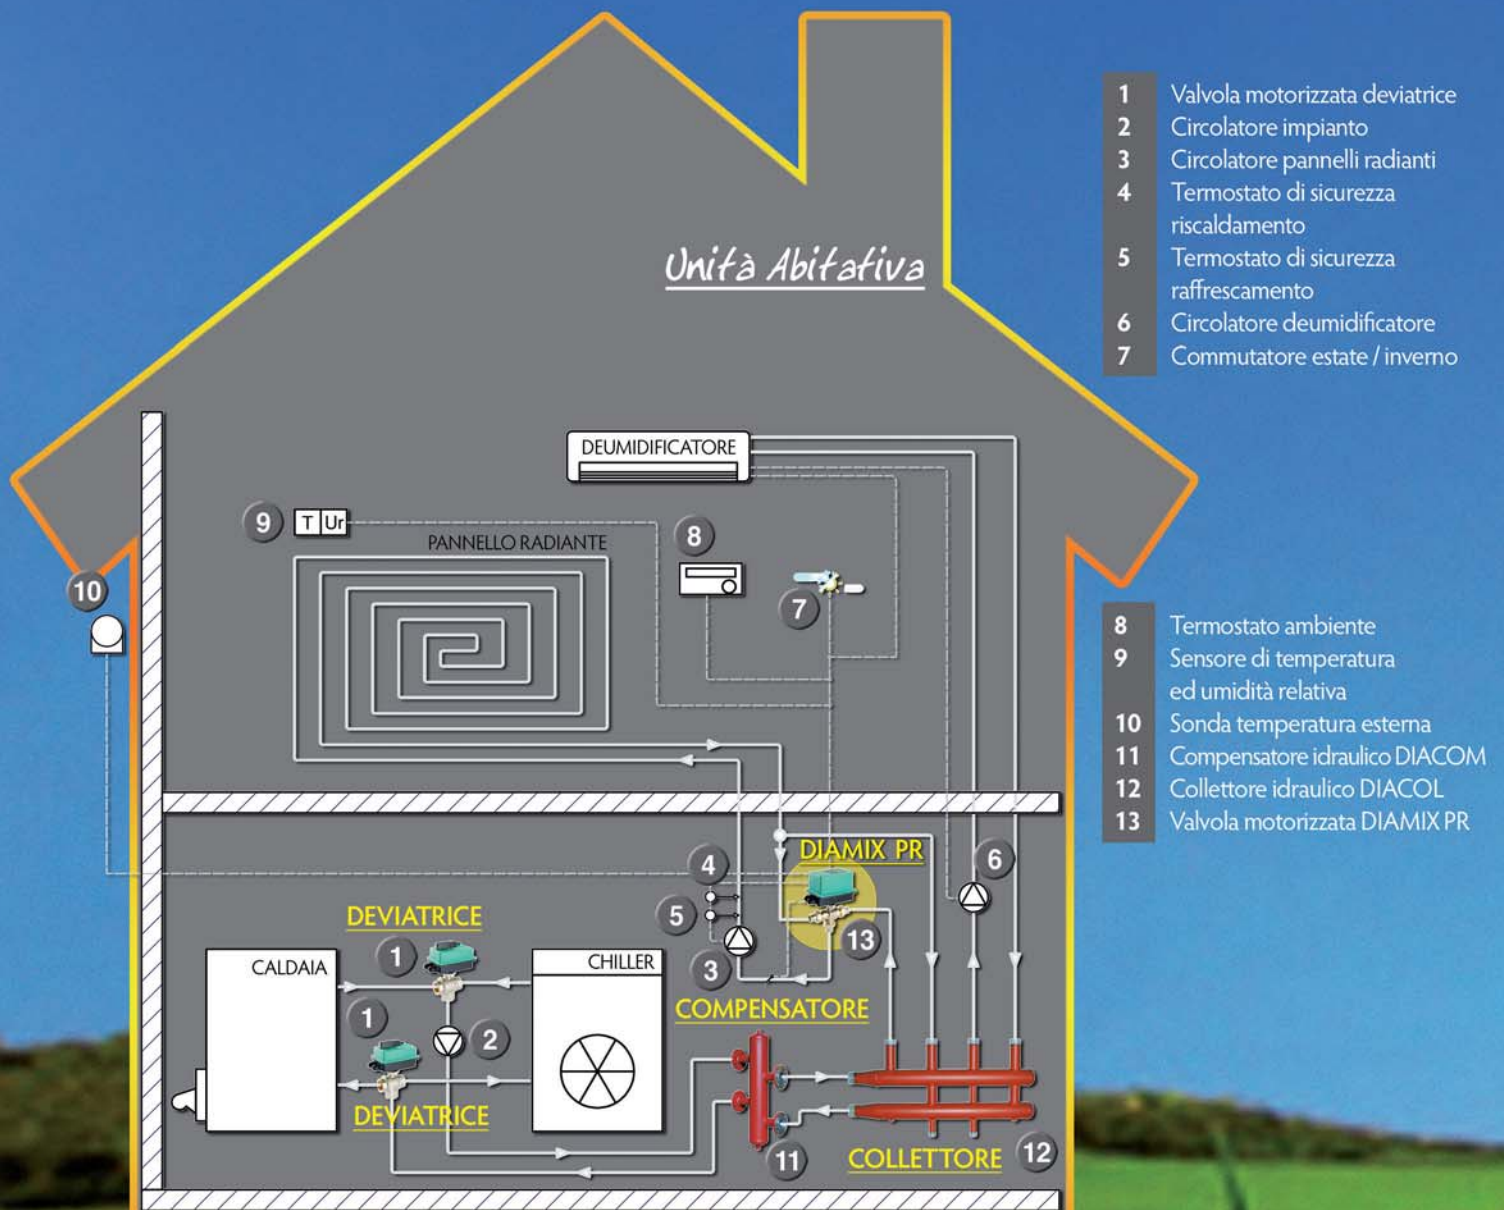 1 Valvola motorizzata deviatrice
2 Circolatore impianto
3 Circolatore pannelli radianti
4 Termostato di sicurezza
riscaldamento
5 Termostato di sicurezza
raffrescamento
6 Circolatore deumidificatore
7 Commutatore estate / inverno
Unità Abitativa
DEUMIDIFICATORE
9 T Ur
PANNELLO RADIANTE
8
10
7
8 Termostato ambiente
9 Sensore di temperatura
ed umidità relativa
10 Sonda temperatura esterna
11 Compensatore idraulico DIACOM
12 Collettore idraulico DIACOL
13 Valvola motorizzata DIAMIX PR
DIAMIX PR
4
6
DEVIATRICE
5
13
1
CALDAIA
CHILLER
3
COMPENSATORE
1
2
DEVIATRICE
11
COLLETTORE
12